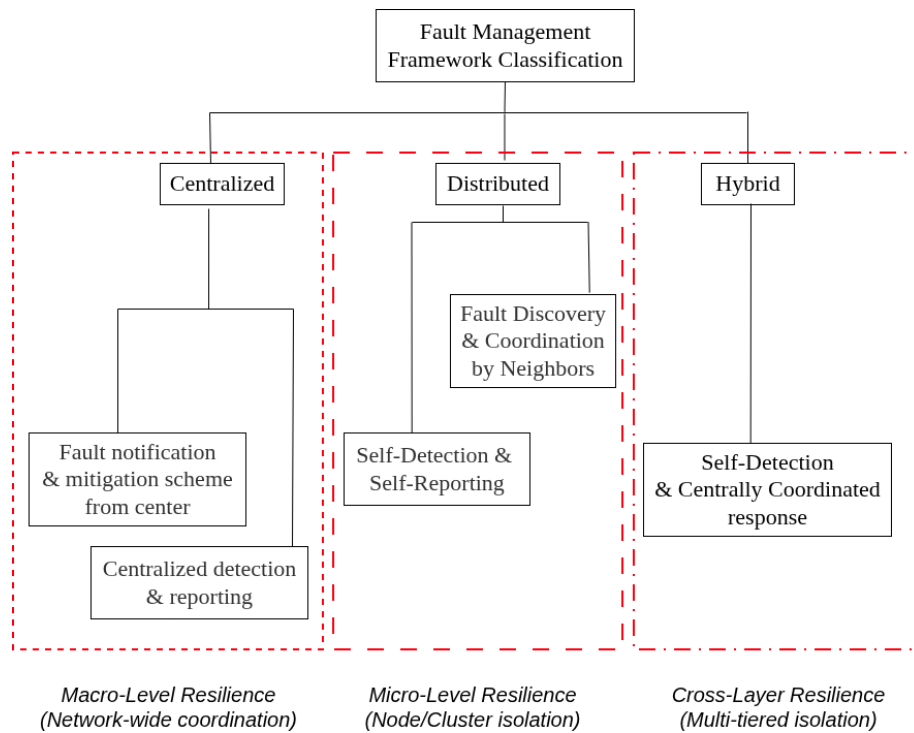 Fault Management
Framework Classification
Centralized
Distributed
Hybrid
Fault Discovery
& Coordination
by Neighbors
Fault notification
& mitigation scheme
from center
Self-Detection &
Self-Reporting
Self-Detection
& Centrally Coordinated
response
Centralized detection
& reporting
Macro-Level Resilience
(Network-wide coordination)
Micro-Level Resilience
(Node/Cluster isolation)
Cross-Layer Resilience
(Multi-tiered isolation)